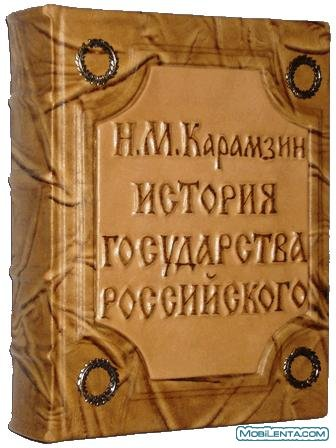 Н.М.Карамзин
ИСТОРИЯ
ГОСУДАРСТВА
РОССИЙСКОГО
MOBILENTA.COM